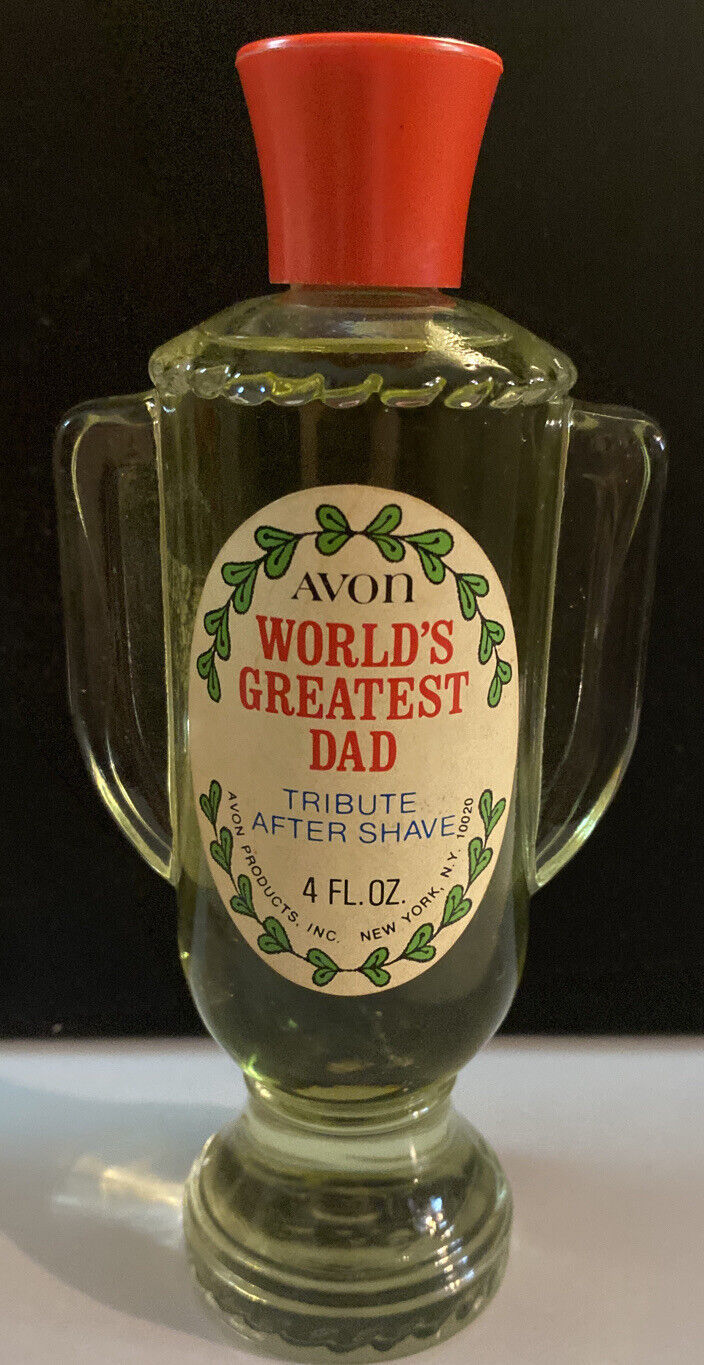 AVON
WORLD'S
GREATEST
DAD
TRIBUTE
AFTER SHAVE
4 FL. OZ.
AVON PRODUCTS, INC. NEW YORK, N.Y. 10020